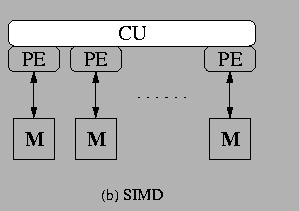 CU
PE PE PE
. . . . . .
M M M
(b) SIMD